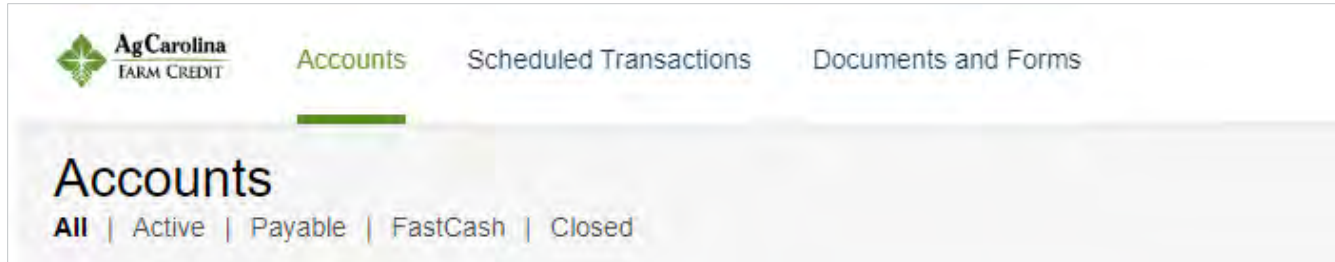 AgCarolina
FARM CREDIT
Accounts Scheduled Transactions Documents and Forms
Accounts
All | Active | Payable | FastCash | Closed